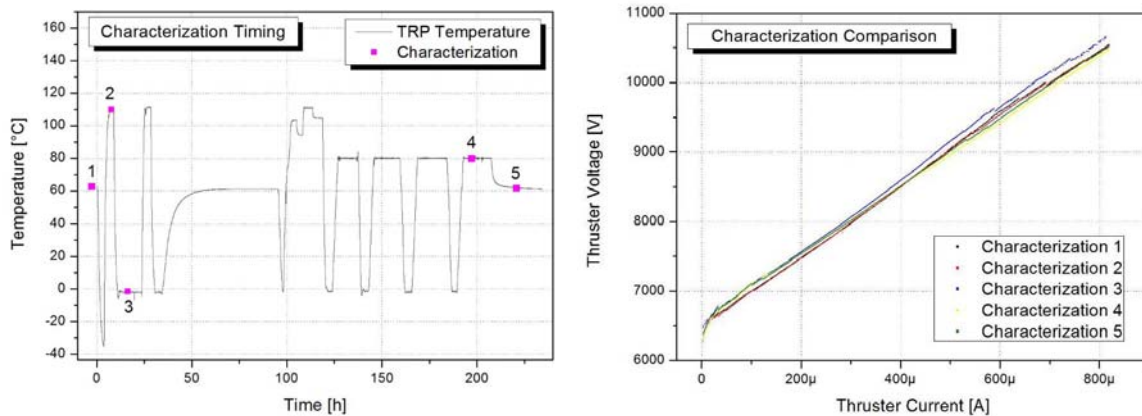 Characterization Timing
TRP Temperature
Characterization
160
140
120
100
80
60
40
20
0
-20
-40
1
2
3
4
5
0
50
100
150
200
Temperature [°C]
Time [h]
Characterization Comparison
11000
10000
9000
8000
7000
6000
Thruster Voltage [V]
Characterization 1
Characterization 2
Characterization 3
Characterization 4
Characterization 5
0
200µ
400µ
600µ
800µ
Thruster Current [A]